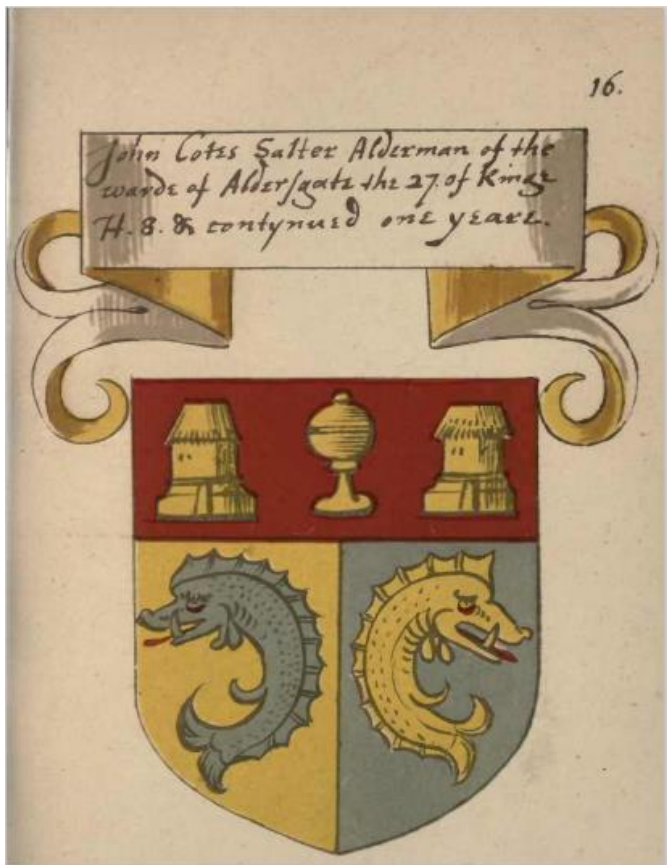 16.
John Cotes Salter Alderman of the
warde of Aldersgate the 27. of Kinge
H. 8. & contynued one yeare.